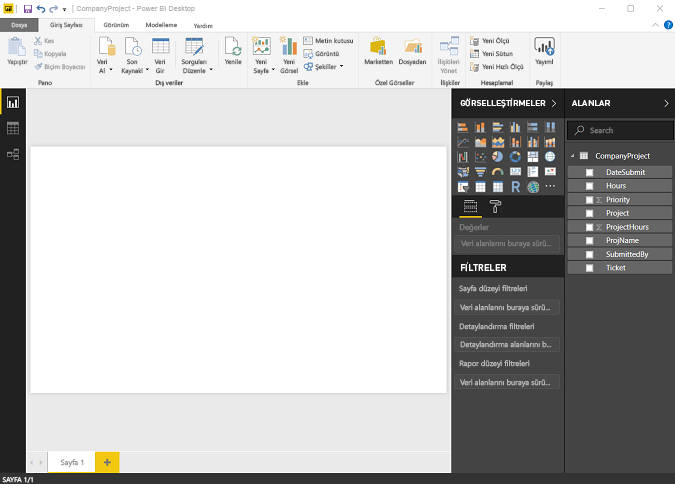 CompanyProject - Power BI Desktop
Dosya
Giriş Sayfası
Görünüm
Modelleme
Yardım
Yapıştır
Kes
Kopyala
Biçim Boyacısı
Pano
Veri
Al
Son
Kaynaklı
Veri
Gir
Sorguları
Düzenle
Dış veriler
Yenile
Yeni
Sayfa
Yeni
Görsel
Metin kutusu
Görüntü
Şekiller
Ekle
Marketten
Dosyadan
Özel Görseller
İlişkileri
Yönet
İlişkiler
Yeni Ölçü
Yeni Sütun
Yeni Hızlı Ölçü
Hesaplamal
Yayıml
Paylaş
GÖRSELLEŞTİRMELER
Değerler
Veri alanlarını buraya sürü...
FİLTRELER
Sayfa düzeyi filtreleri
Veri alanlarını buraya sürü...
Detaylandırma filtreleri
Detaylandırma alanlarını b...
Rapor düzeyi filtreleri
Veri alanlarını buraya sürü...
ALANLAR
Search
CompanyProject
DateSubmit
Hours
Σ Priority
Project
Σ ProjectHours
ProjName
SubmittedBy
Ticket
Sayfa 1
SAYFA 1/1